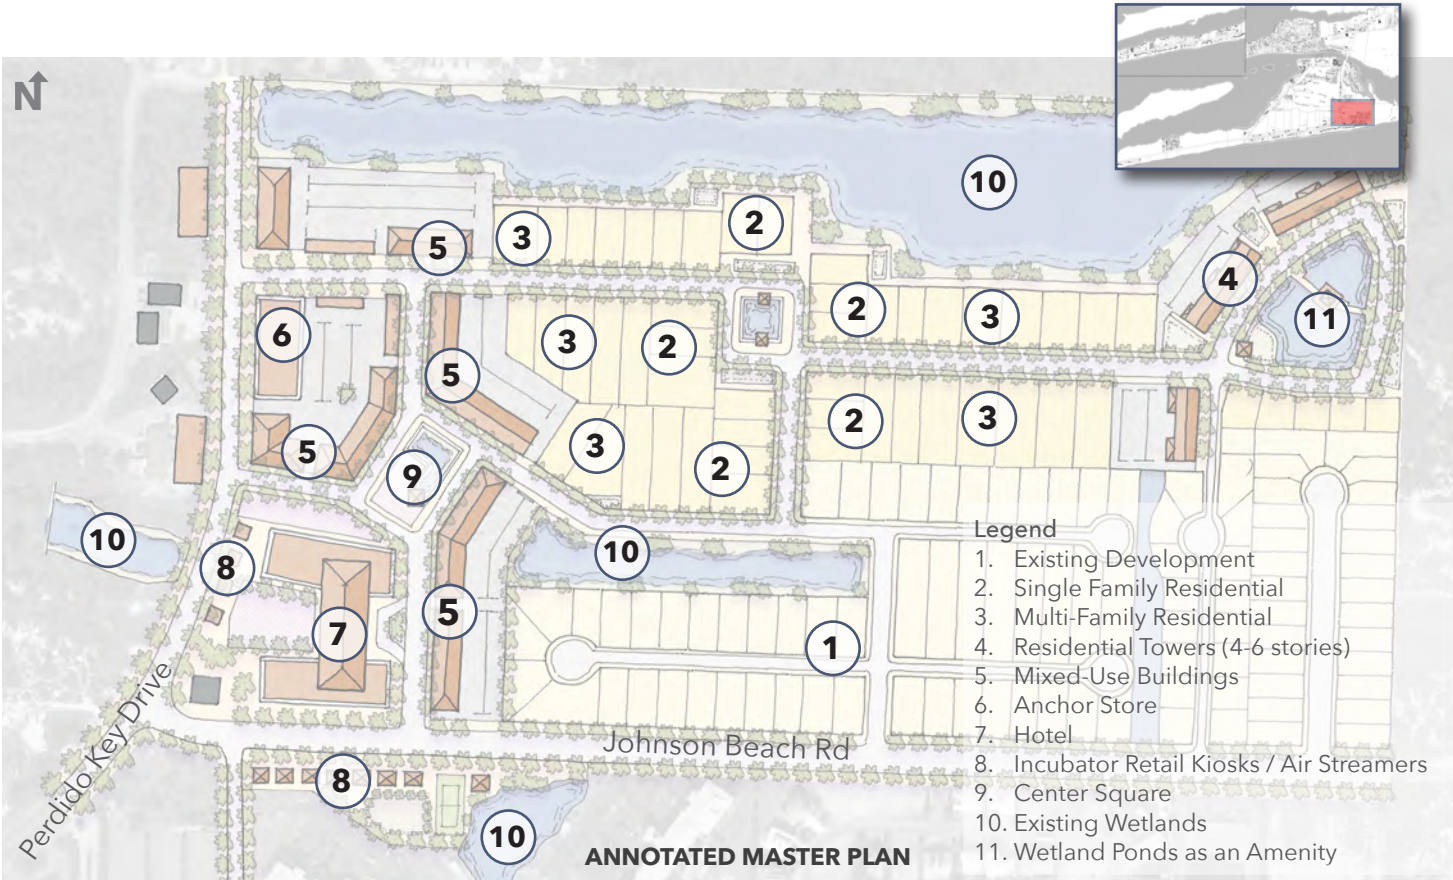 N
10
2
3
5
4
2
3
11
6
3
2
5
2
3
5
3
2
9
10
10
8
5
7
1
Legend
1. Existing Development
2. Single Family Residential
3. Multi-Family Residential
4. Residential Towers (4-6 stories)
5. Mixed-Use Buildings
6. Anchor Store
7. Hotel
8. Incubator Retail Kiosks / Air Streamers
9. Center Square
10. Existing Wetlands
11. Wetland Ponds as an Amenity
Perdido Key Drive
Johnson Beach Rd
8
10
ANNOTATED MASTER PLAN